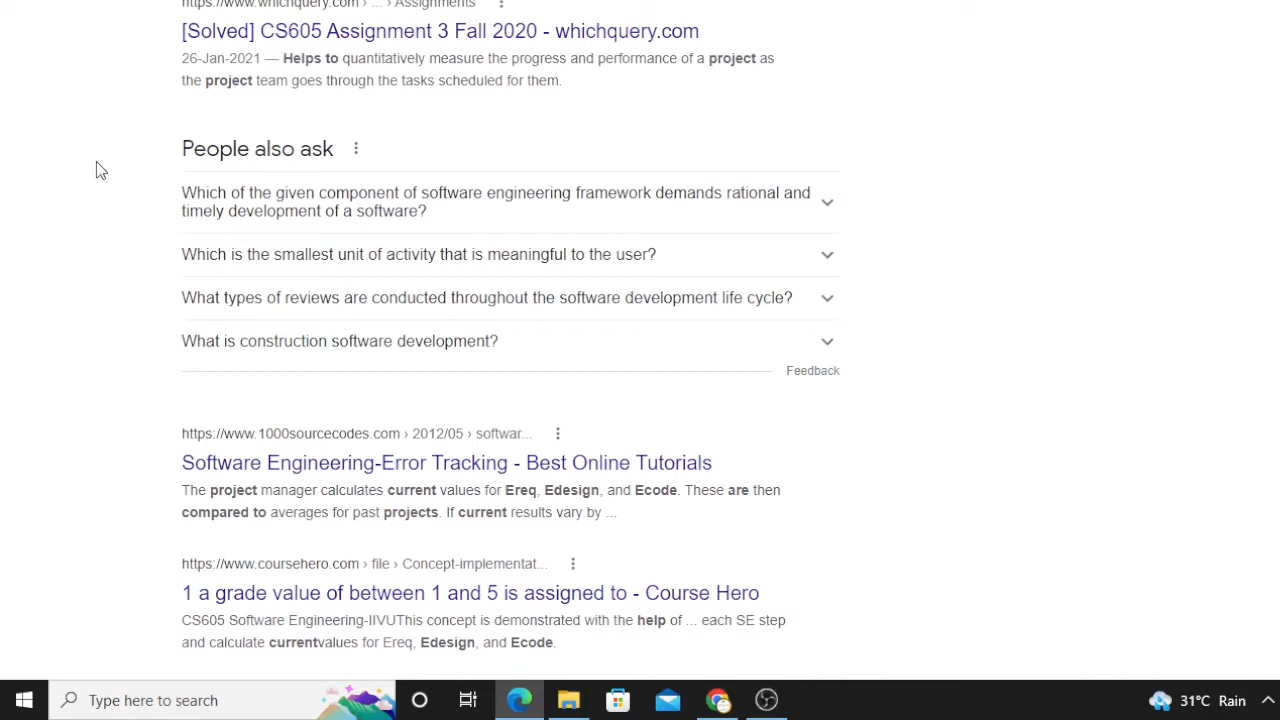 https://www.whichquery.com › ... › Assignments
[Solved] CS605 Assignment 3 Fall 2020 - whichquery.com
26-Jan-2021 — Helps to quantitatively measure the progress and performance of a project as
the project team goes through the tasks scheduled for them.
People also ask
Which of the given component of software engineering framework demands rational and
timely development of a software?
Which is the smallest unit of activity that is meaningful to the user?
What types of reviews are conducted throughout the software development life cycle?
What is construction software development?
Feedback
https://www.1000sourcecodes.com › 2012/05 › softwar...
Software Engineering-Error Tracking - Best Online Tutorials
The project manager calculates current values for Ereq, Edesign, and Ecode. These are then
compared to averages for past projects. If current results vary by ...
https://www.coursehero.com › file › Concept-implementat...
1 a grade value of between 1 and 5 is assigned to - Course Hero
CS605 Software Engineering-IIVUThis concept is demonstrated with the help of ... each SE step
and calculate currentvalues for Ereq, Edesign, and Ecode.
Type here to search
31°C Rain